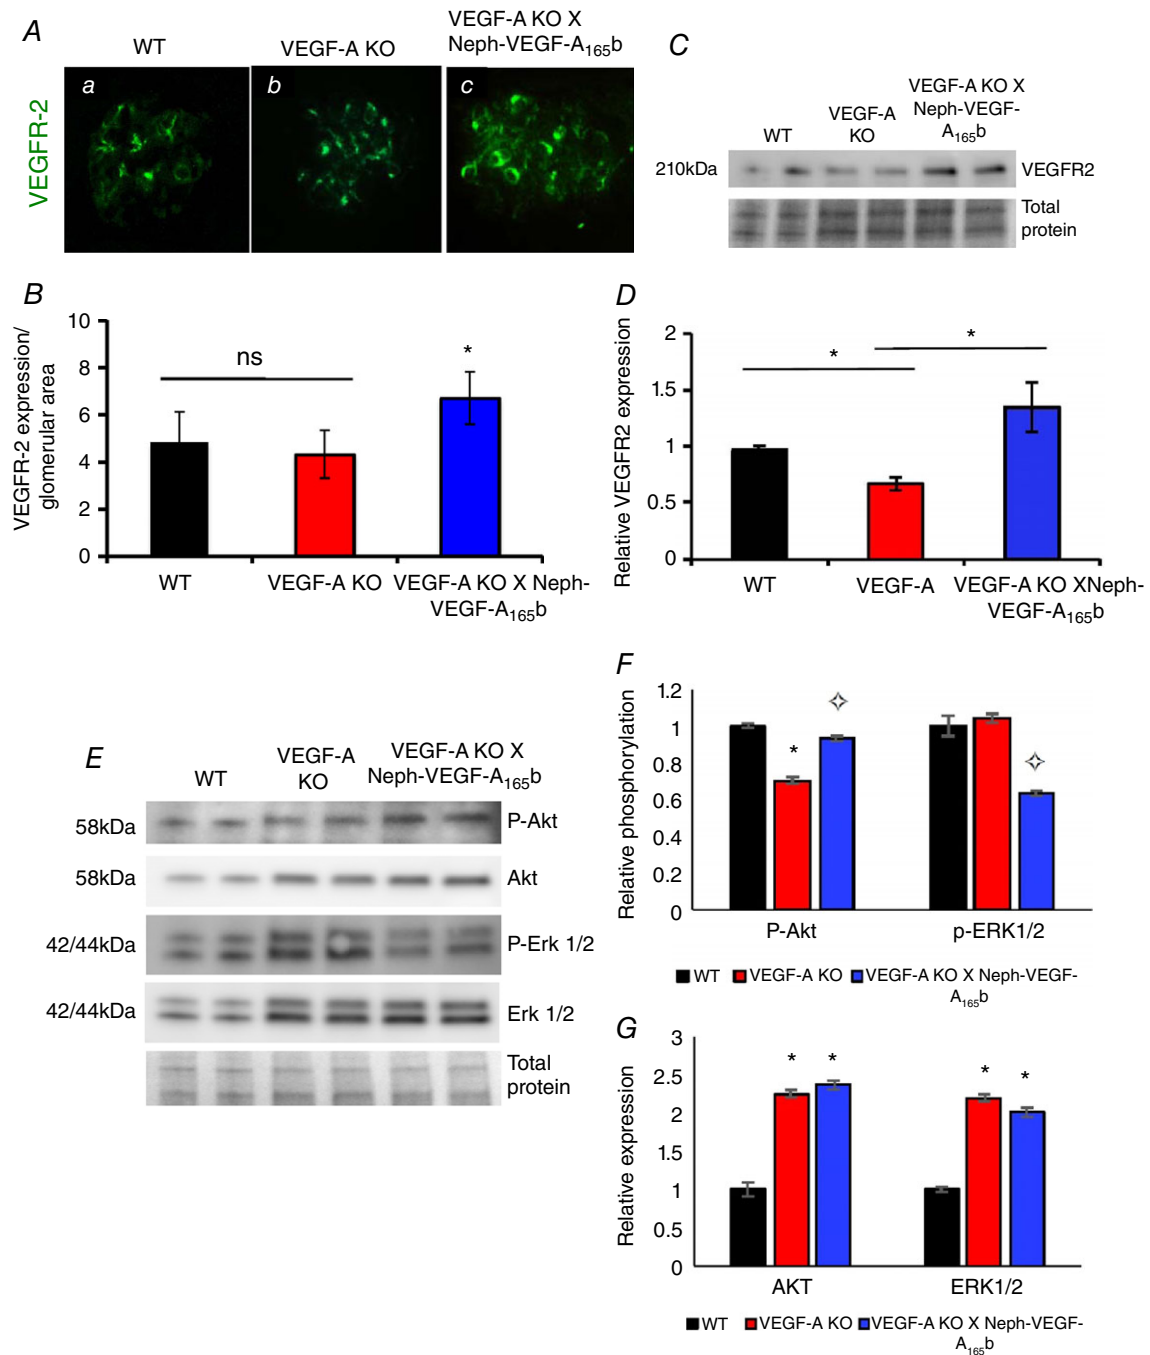 A
WT
VEGF-A KO
VEGF-A KO X
Neph-VEGF-A165b
VEGFR-2
a
b
c
C
WT
VEGF-A
KO
VEGF-A KO X
Neph-VEGF-
A165b
210kDa
VEGFR2
Total
protein
B
VEGFR-2 expression/
glomerular area
10
8
6
4
2
0
ns
*
WT
VEGF-A KO
VEGF-A KO X Neph-
VEGF-A165b
D
Relative VEGFR2 expression
2
1.5
1
0.5
0
*
*
WT
VEGF-A
VEGF-A KO XNeph-
VEGF-A165b
E
WT
VEGF-A
KO
VEGF-A KO X
Neph-VEGF-A165b
58kDa
P-Akt
58kDa
Akt
42/44kDa
P-Erk 1/2
42/44kDa
Erk 1/2
Total
protein
F
Relative phosphorylation
1.2
1
0.8
0.6
0.4
0.2
0
*
✧
✧
P-Akt
p-ERK1/2
WT
VEGF-A KO
VEGF-A KO X Neph-VEGF-
A165b
G
Relative expression
3
2.5
2
1.5
1
0.5
0
*
*
*
*
AKT
ERK1/2
WT
VEGF-A KO
VEGF-A KO X Neph-VEGF-
A165b